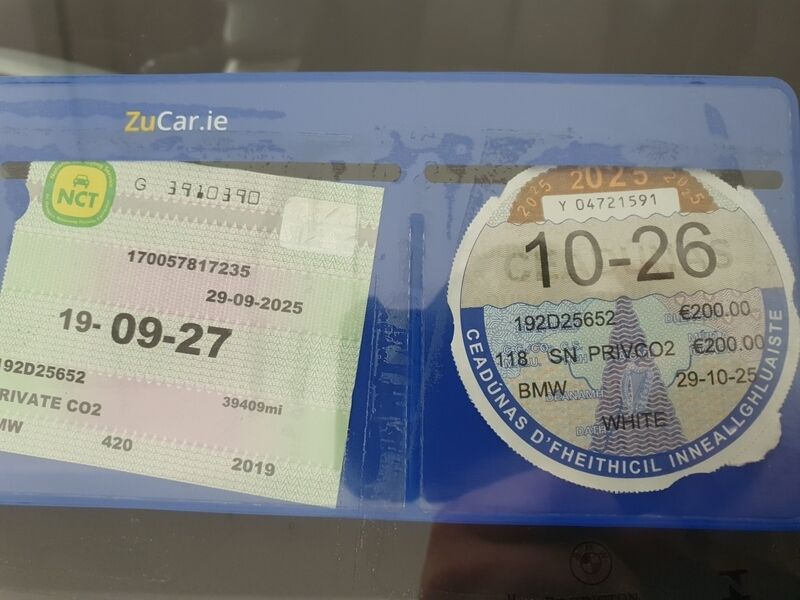 ZuCar.ie
NCT
G 3910390
170057817235
29-09-2025
19-09-27
192D25652
39409mi
PRIVATE CO2
BMW
420
2019
2025 2025 2025
Y 04721591
10-26
192D25652 €200.00
118 SN PRIVCO2 €200.00
BMW 29-10-25
WHITE
CEADÚNAS D'FHEITHICIL INNEALLGHLUAISTE